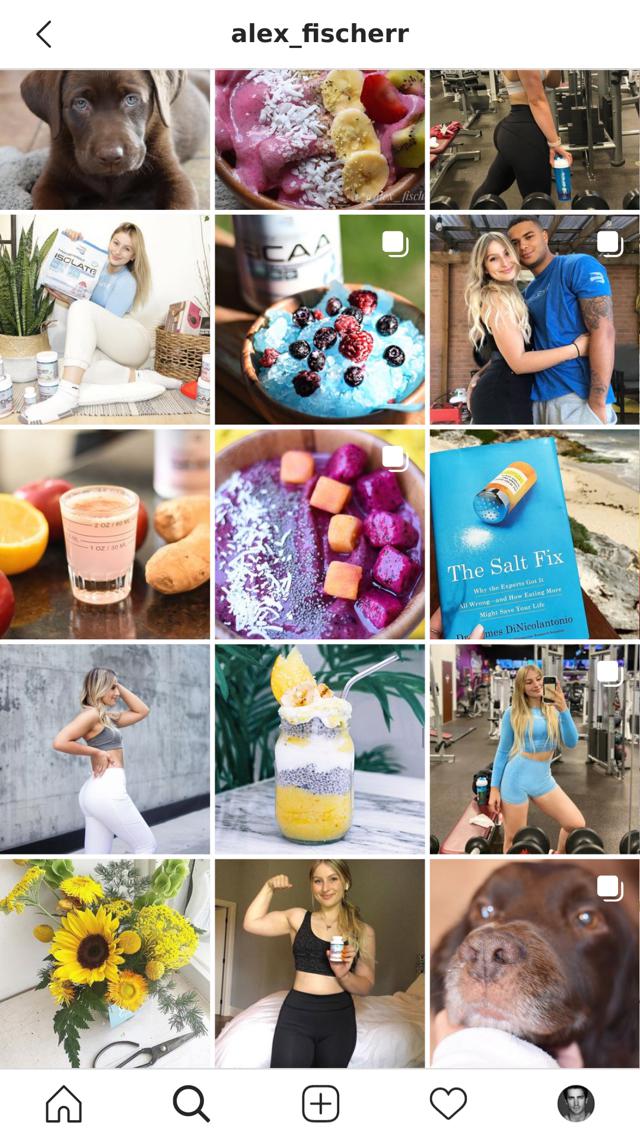 alex_fischerr
ISOLATE
BCAA
2 OZ / 60 ML
1 OZ / 30 ML
The Salt Fix
Why the Experts Got It
All Wrong—and How Eating More
Might Save Your Life
Dr. James DiNicolantonio